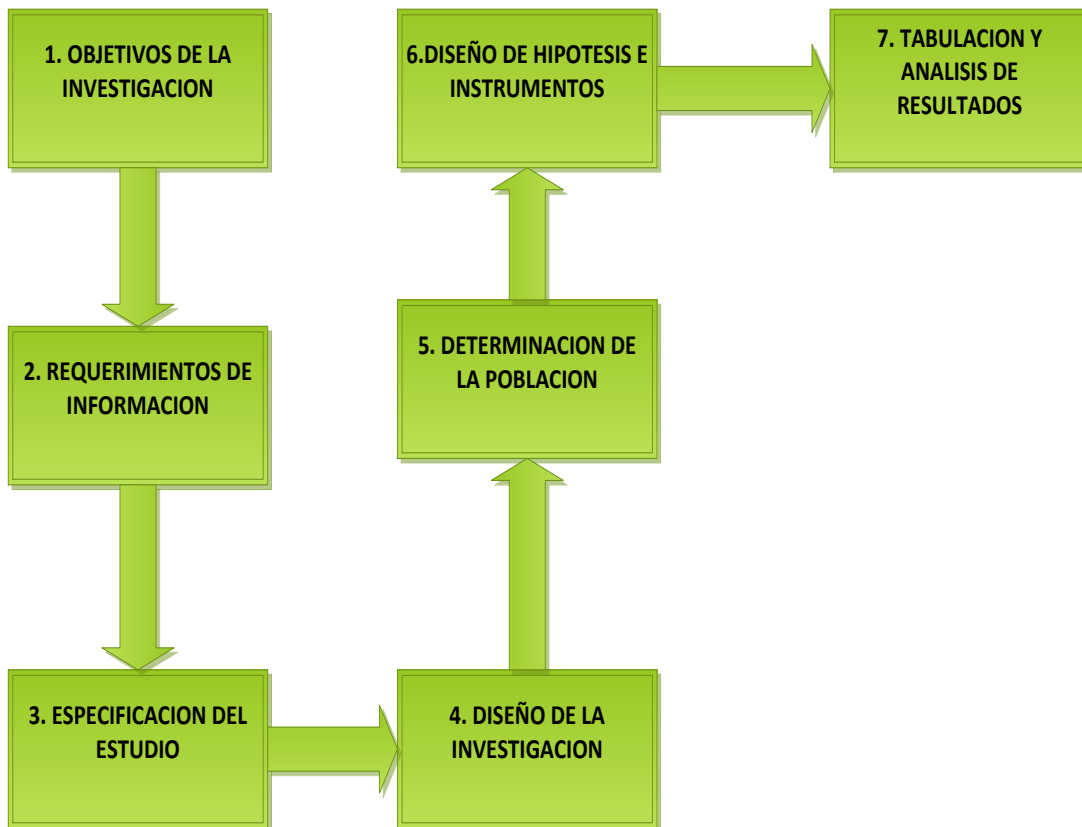 1. OBJETIVOS DE LA
INVESTIGACION
2. REQUERIMIENTOS DE
INFORMACION
3. ESPECIFICACION DEL
ESTUDIO
4. DISEÑO DE LA
INVESTIGACION
5. DETERMINACION DE
LA POBLACION
6.DISEÑO DE HIPOTESIS E
INSTRUMENTOS
7. TABULACION Y
ANALISIS DE
RESULTADOS